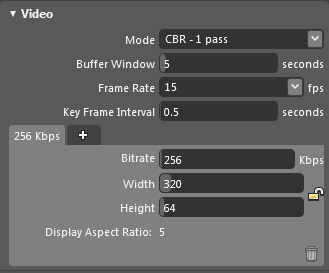 Video
Mode CBR - 1 pass
Buffer Window 5 seconds
Frame Rate 15 fps
Key Frame Interval 0.5 seconds
256 Kbps +
Bitrate 256 Kbps
Width 320
Height 64
Display Aspect Ratio: 5